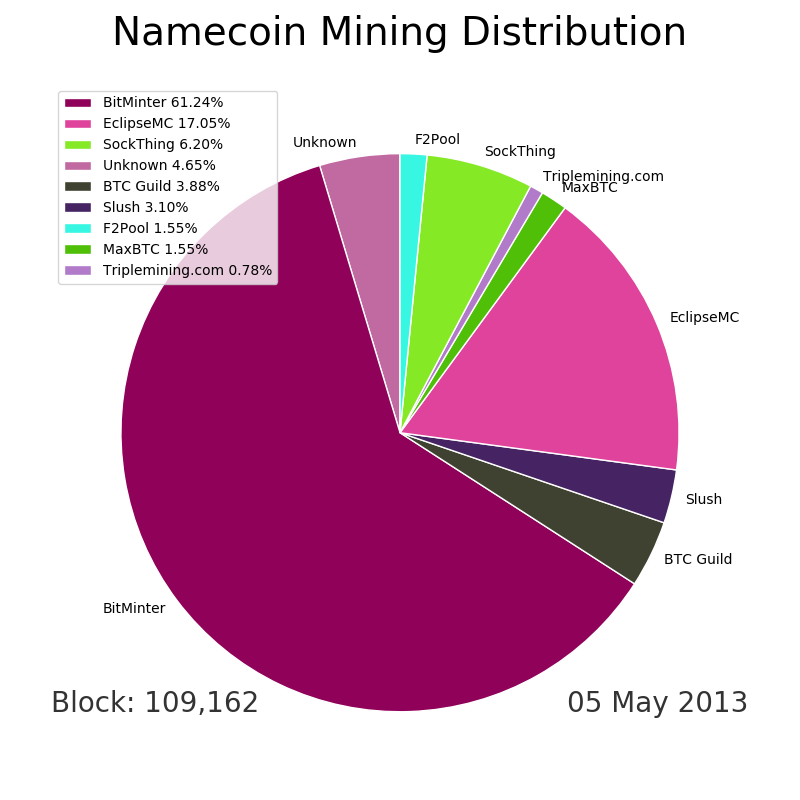 Namecoin Mining Distribution
BitMinter 61.24%
EclipseMC 17.05%
SockThing 6.20%
Unknown 4.65%
BTC Guild 3.88%
Slush 3.10%
F2Pool 1.55%
MaxBTC 1.55%
Triplemining.com 0.78%
Unknown
F2Pool
SockThing
Triplemining.com
MaxBTC
EclipseMC
Slush
BTC Guild
BitMinter
Block: 109,162
05 May 2013